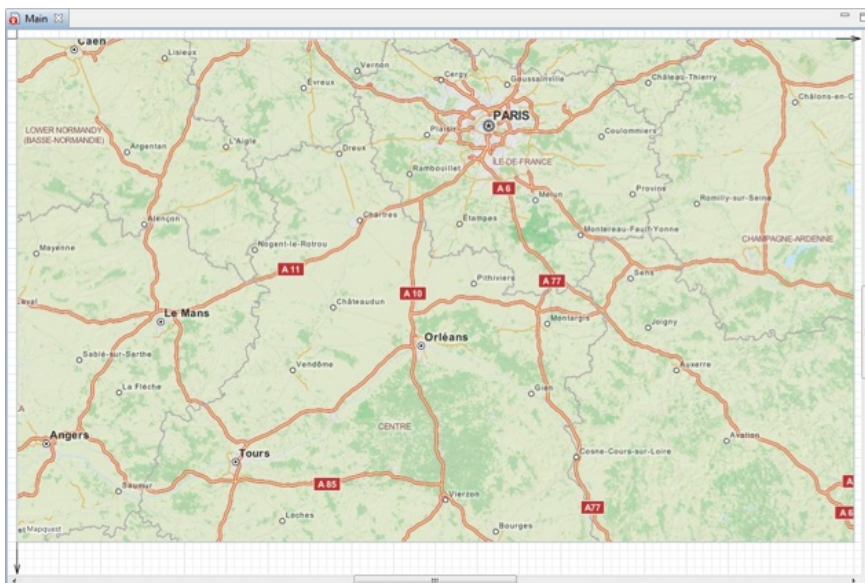 Main
Caen
Lisieux
Vernon
Cergy
Goussainville
Château-Thierry
Évreux
Châlons-en-C
PARIS
LOWER NORMANDY
(BASSE-NORMANDIE)
Plaisir
Coulommiers
Argentan
L'Aigle
Dreux
ÎLE-DE-FRANCE
Rambouillet
A 6
Melun
Provins
Romilly-sur-Seine
Alençon
Chartres
Étampes
Montereau-Fault-Yonne
CHAMPAGNE-ARDENNE
Mayenne
Nogent-le-Rotrou
A 11
Pithiviers
A 77
Sens
A 10
Laval
Châteaudun
Le Mans
Montargis
Joigny
Orléans
Sablé-sur-Sarthe
Vendôme
Auxerre
La Flèche
Gien
CENTRE
Angers
Avallon
Tours
Cosne-Cours-sur-Loire
Saumur
A 85
Vierzon
A
A77
A 6
Loches
Bourges
et Mapquest